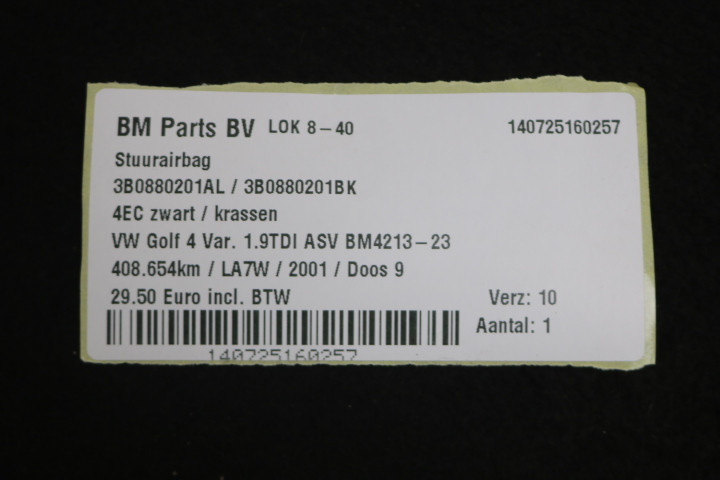 BM Parts BV LOK 8-40 140725160257
Stuurairbag
3B0880201AL / 3B0880201BK
4EC zwart / krassen
VW Golf 4 Var. 1.9TDI ASV BM4213-23
408.654km / LA7W / 2001 / Doos 9
29.50 Euro incl. BTW Verz: 10
Aantal: 1
140725160257